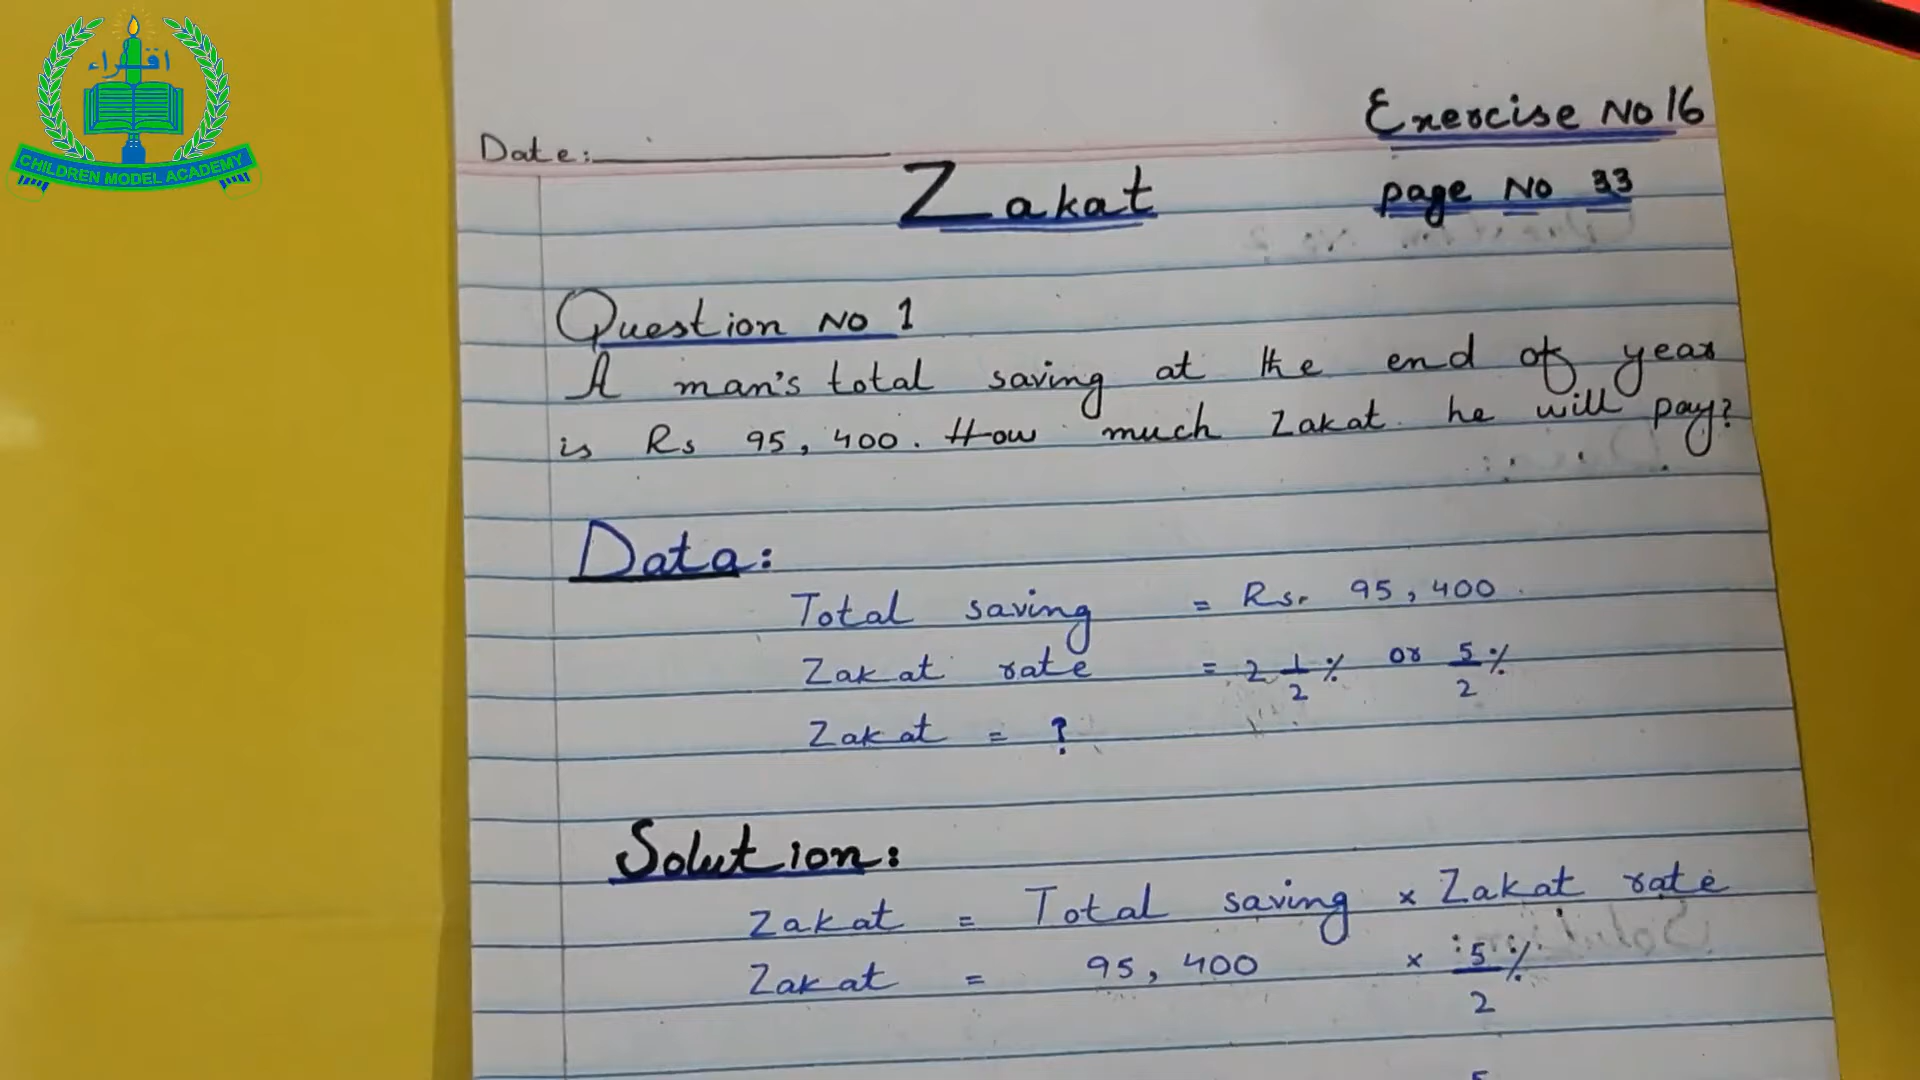 اقراء
CHILDREN MODEL ACADEMY
Exercise No 16
Date:
Zakat
page No 33
Question No 1
A man's total saving at the end of year
is Rs 95,400. How much Zakat he will pay?
Data:
Total saving = Rs. 95,400
Zakat rate = 2 1/2 % or 5/2 %
Zakat = ?
Solution:
Zakat = Total saving × Zakat rate
Zakat = 95,400 × 5/2 %